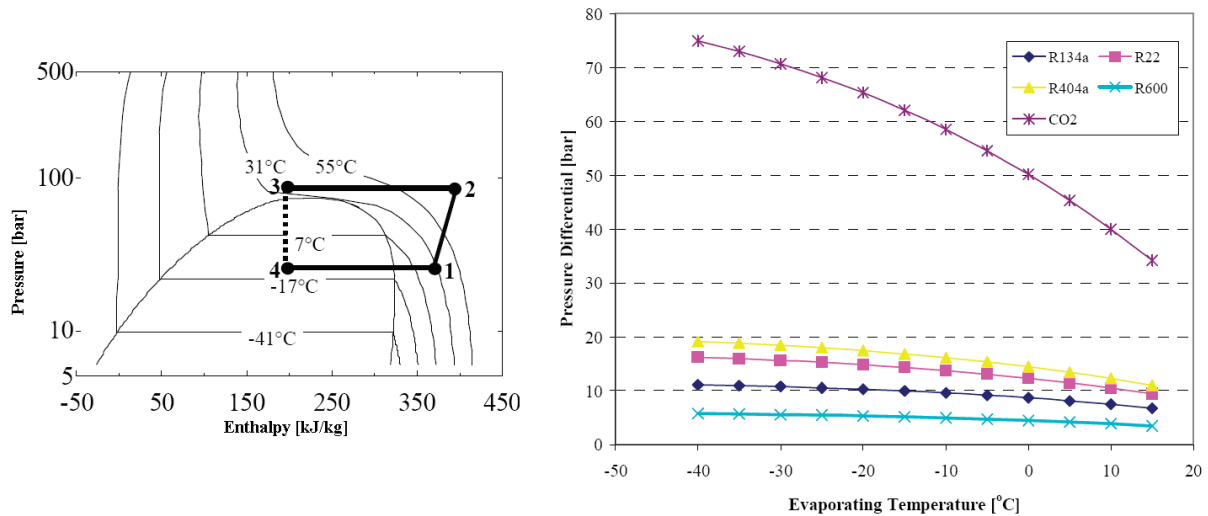 500
100
10
5
Pressure [bar]
31°C
55°C
3
2
7°C
4
1
-17°C
-41°C
-50
50
150
250
350
450
Enthalpy [kJ/kg]
80
70
60
50
40
30
20
10
0
Pressure Differential [bar]
R134a
R22
R404a
R600
CO2
-50
-40
-30
-20
-10
0
10
20
Evaporating Temperature [°C]